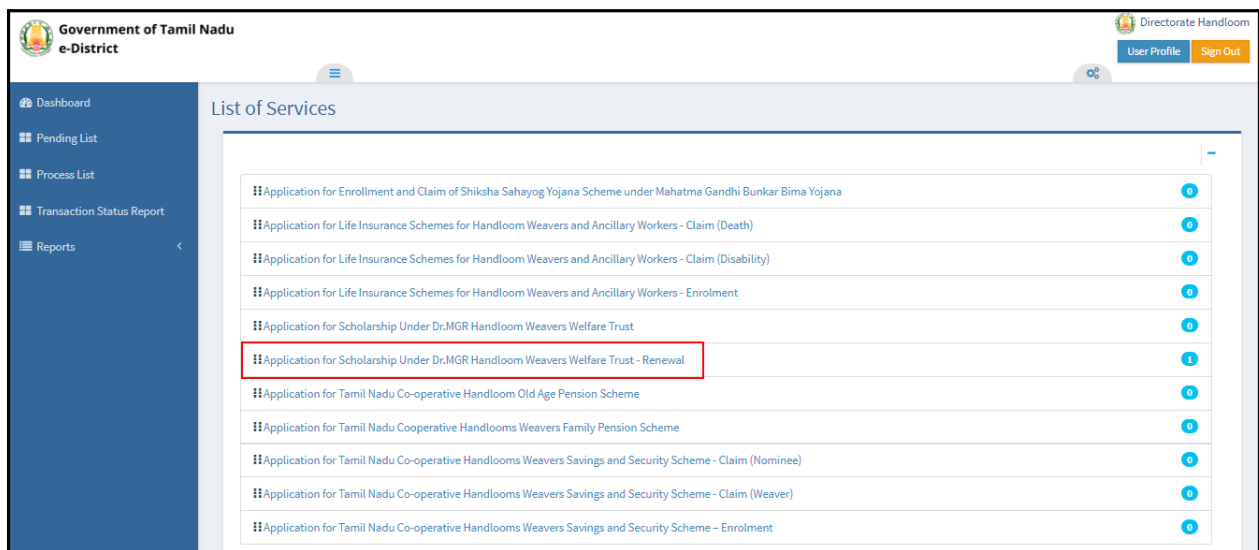 Government of Tamil Nadu
e-District
Directorate Handloom
User Profile
Sign Out
Dashboard
Pending List
Process List
Transaction Status Report
Reports
List of Services
Application for Enrollment and Claim of Shiksha Sahayog Yojana Scheme under Mahatma Gandhi Bunkar Bima Yojana 0
Application for Life Insurance Schemes for Handloom Weavers and Ancillary Workers - Claim (Death) 0
Application for Life Insurance Schemes for Handloom Weavers and Ancillary Workers - Claim (Disability) 0
Application for Life Insurance Schemes for Handloom Weavers and Ancillary Workers - Enrolment 0
Application for Scholarship Under Dr.MGR Handloom Weavers Welfare Trust 0
Application for Scholarship Under Dr.MGR Handloom Weavers Welfare Trust - Renewal 1
Application for Tamil Nadu Co-operative Handloom Old Age Pension Scheme 0
Application for Tamil Nadu Cooperative Handlooms Weavers Family Pension Scheme 0
Application for Tamil Nadu Co-operative Handlooms Weavers Savings and Security Scheme - Claim (Nominee) 0
Application for Tamil Nadu Co-operative Handlooms Weavers Savings and Security Scheme - Claim (Weaver) 0
Application for Tamil Nadu Co-operative Handlooms Weavers Savings and Security Scheme – Enrolment 0